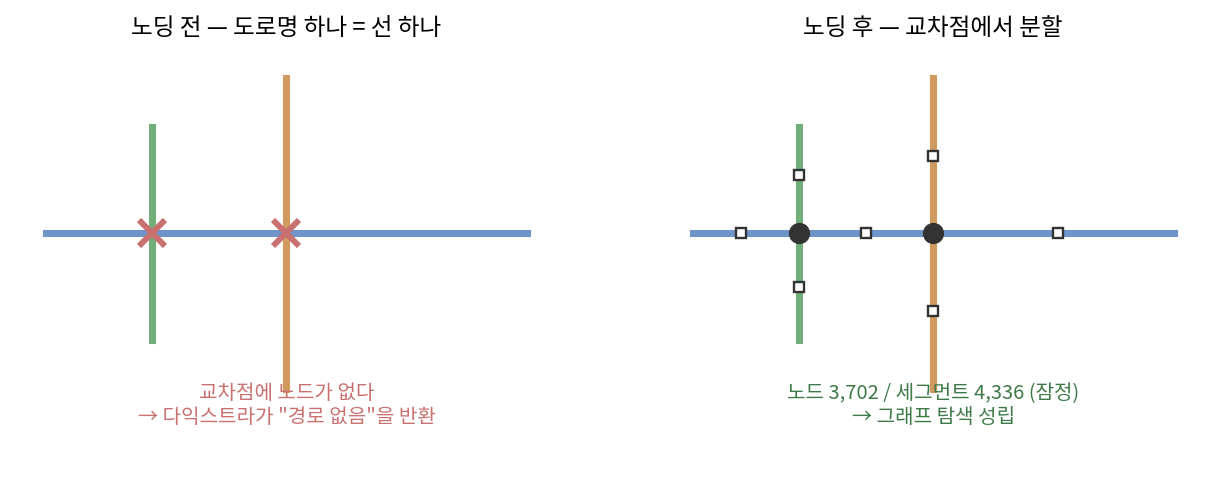 노딩 전 — 도로명 하나 = 선 하나
교차점에 노드가 없다
→ 다익스트라가 "경로 없음"을 반환
노딩 후 — 교차점에서 분할
노드 3,702 / 세그먼트 4,336 (잠정)
→ 그래프 탐색 성립